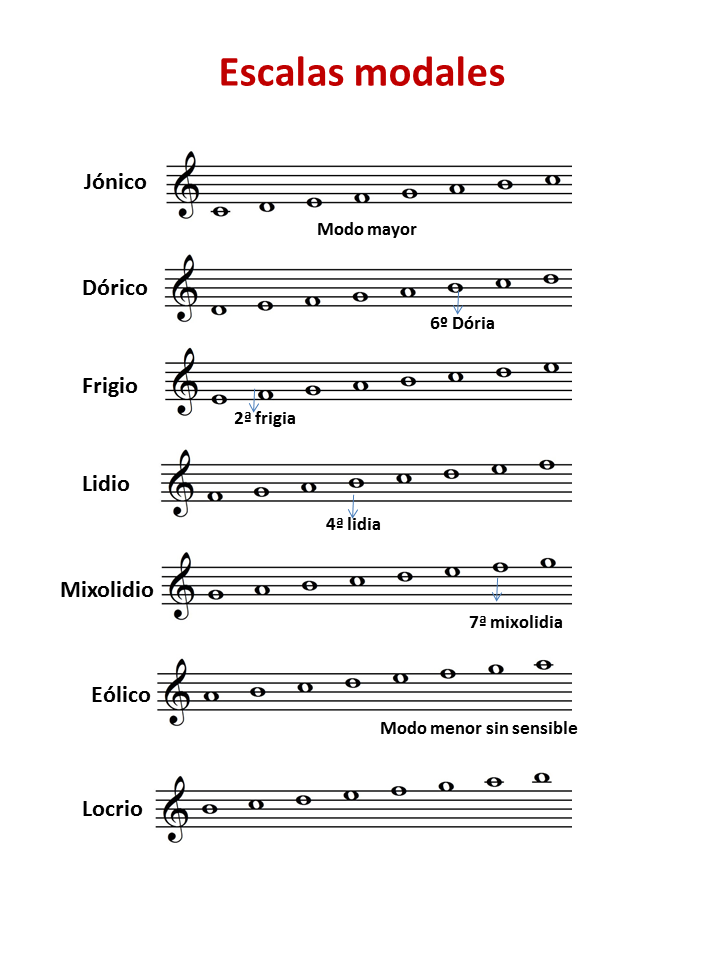 Escalas modales
Jónico
Modo mayor
Dórico
6º Dória
Frigio
2ª frigia
Lidio
4ª lidia
Mixolidio
7ª mixolidia
Eólico
Modo menor sin sensible
Locrio